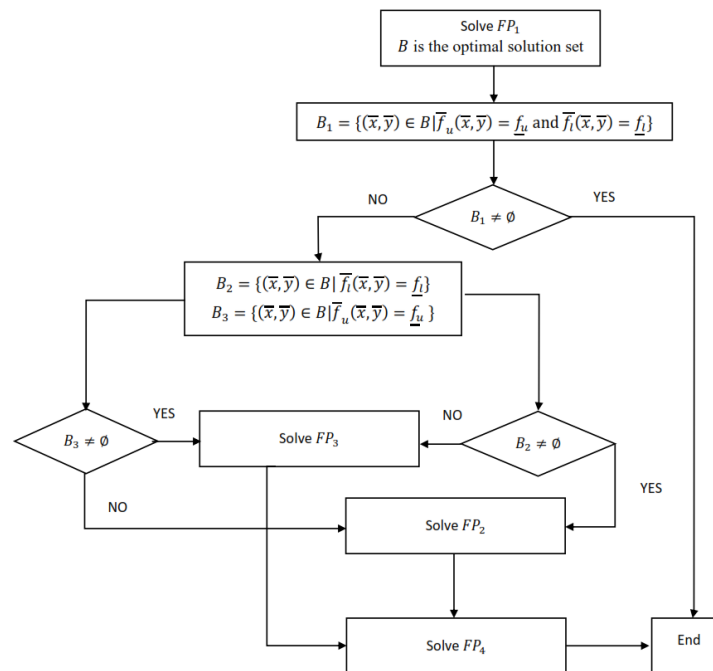 Solve FP₁
B is the optimal solution set
B₁ = {(x̅, y̅) ∈ B|f̅ᵤ(x̅, y̅) = f̲ᵤ and f̅ₗ(x̅, y̅) = f̲ₗ}
NO
YES
B₁ ≠ ∅
B₂ = {(x̅, y̅) ∈ B| f̅ₗ(x̅, y̅) = f̲ₗ}
B₃ = {(x̅, y̅) ∈ B|f̅ᵤ(x̅, y̅) = f̲ᵤ }
YES
NO
B₃ ≠ ∅
Solve FP₃
B₂ ≠ ∅
YES
NO
Solve FP₂
Solve FP₄
End